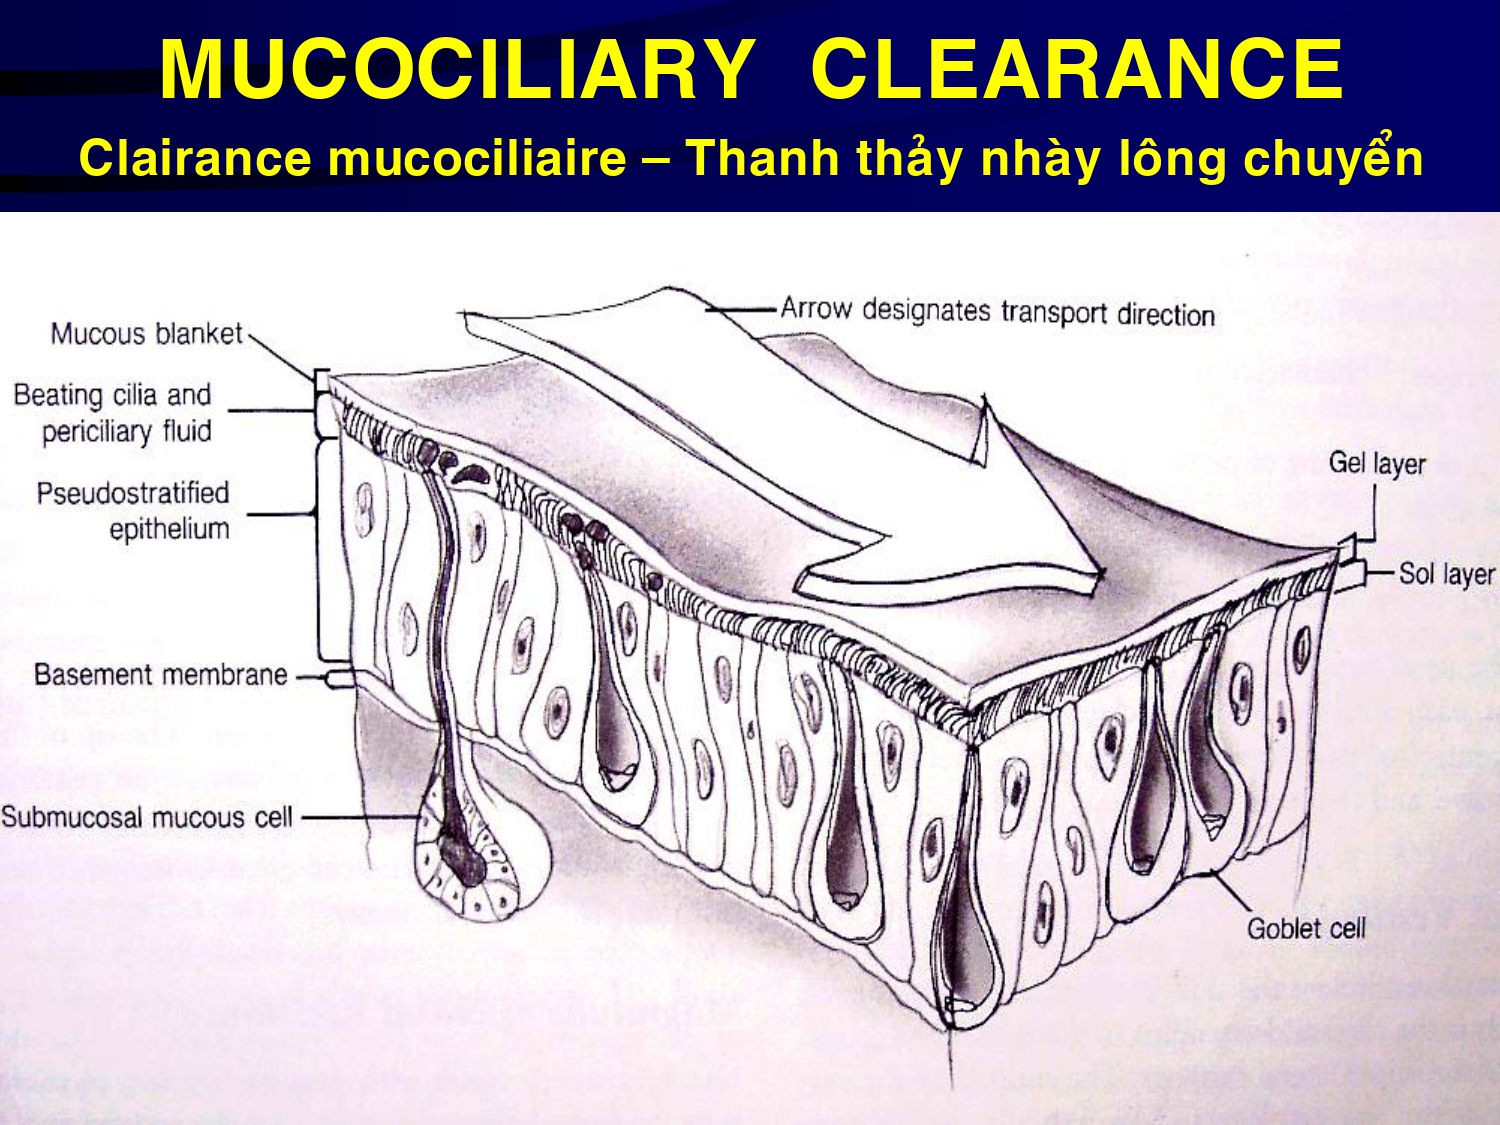 MUCOCILIARY CLEARANCE
Clairance mucociliaire – Thanh thảy nhày lông chuyển
Arrow designates transport direction
Mucous blanket
Beating cilia and
periciliary fluid
Gel layer
Pseudostratified
epithelium
Sol layer
Basement membrane
Submucosal mucous cell
Goblet cell